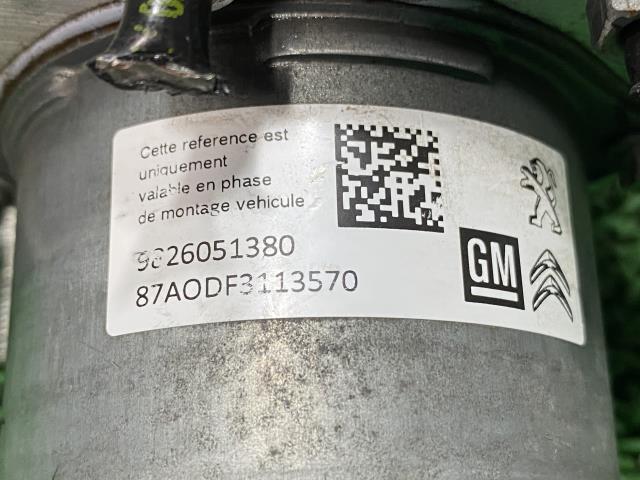 Cette reference est
uniquement
valable en phase
de montage vehicule
9826051380
87AODF3113570
GM